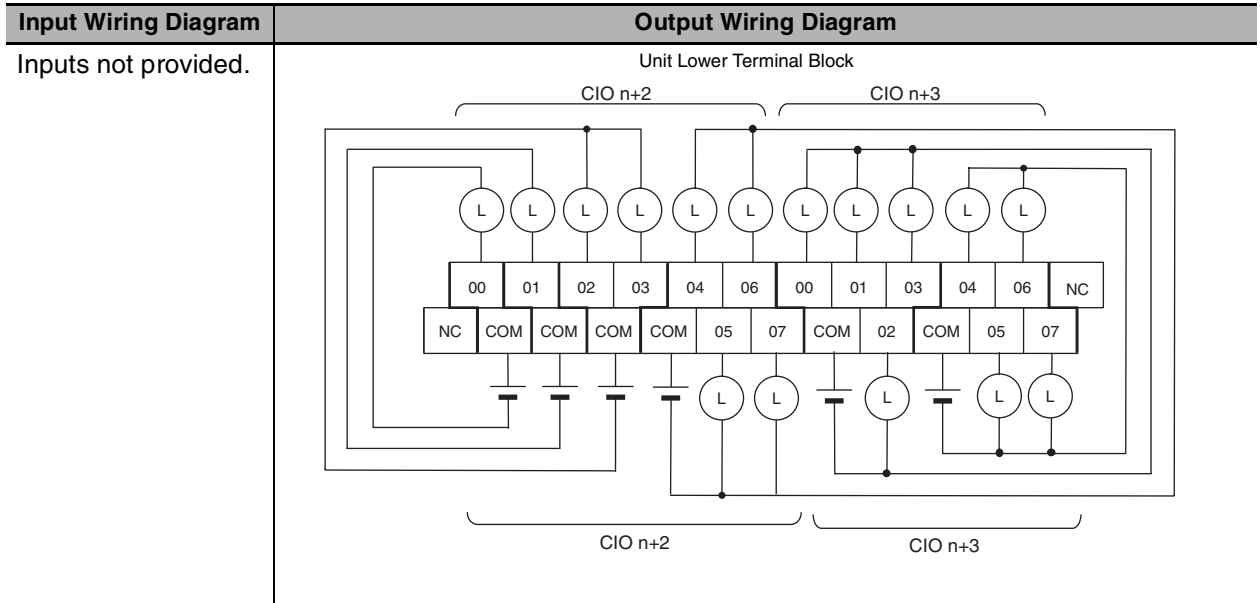 Input Wiring Diagram Output Wiring Diagram
Inputs not provided.
Unit Lower Terminal Block
CIO n+2 CIO n+3
L L L L L L L L L L L
00 01 02 03 04 06 00 01 03 04 06 NC
NC COM COM COM COM 05 07 COM 02 COM 05 07
L L L L L
CIO n+2 CIO n+3